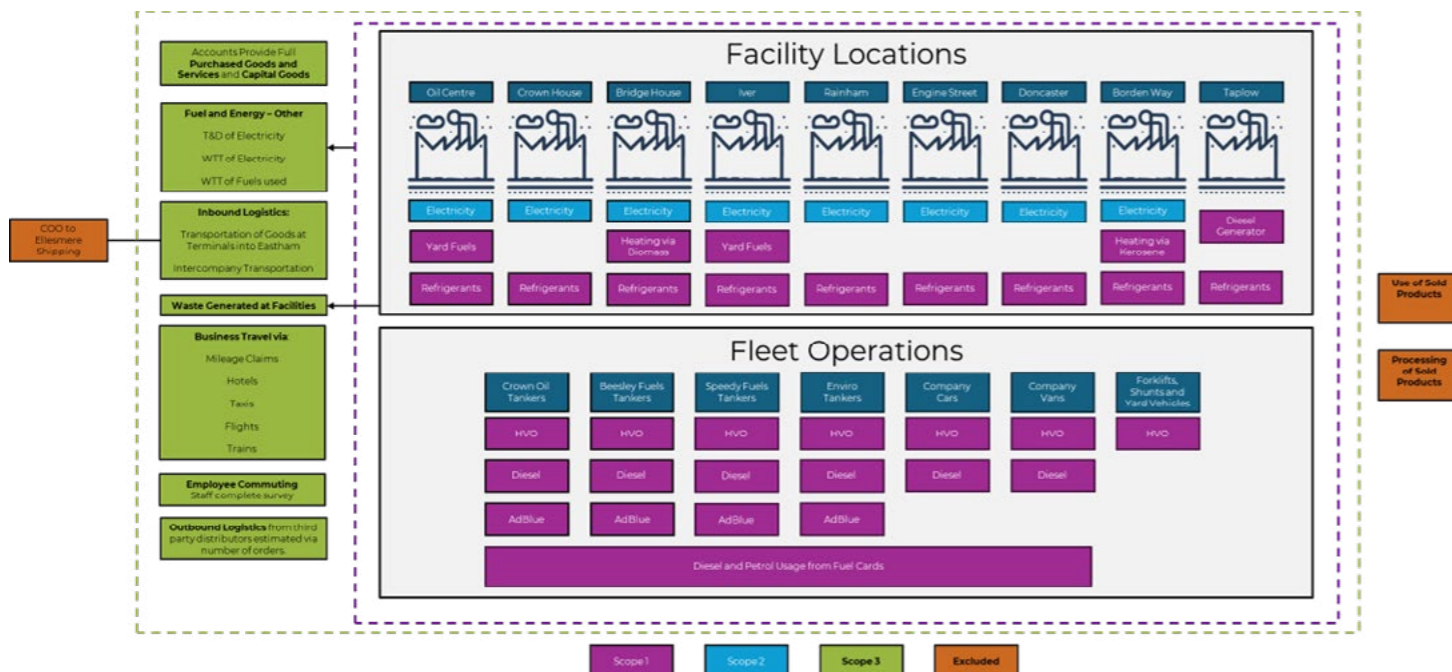 Accounts Provide Full
Purchased Goods and
Services and Capital Goods
Fuel and Energy – Other
T&D of Electricity
WTT of Electricity
WTT of Fuels used
COO to
Ellesmere
Shipping
Inbound Logistics:
Transportation of Goods at
Terminals into Eastham
Intercompany Transportation
Waste Generated at Facilities
Business Travel via:
Mileage Claims
Hotels
Taxis
Flights
Trains
Employee Commuting
Staff complete survey
Outbound Logistics from third
party distributors estimated via
number of orders.
Facility Locations
Oil Centre
Crown House
Bridge House
Iver
Rainham
Engine Street
Doncaster
Borden Way
Taplow
Electricity
Electricity
Electricity
Electricity
Electricity
Electricity
Electricity
Electricity
Diesel
Generator
Yard Fuels
Heating via
Biomass
Yard Fuels
Heating via
Kerosene
Refrigerants
Refrigerants
Refrigerants
Refrigerants
Refrigerants
Refrigerants
Refrigerants
Refrigerants
Refrigerants
Fleet Operations
Crown Oil
Tankers
Beesley Fuels
Tankers
Speedy Fuels
Tankers
Enviro
Tankers
Company
Cars
Company
Vans
Forklifts,
Shunts and
Yard Vehicles
HVO
HVO
HVO
HVO
HVO
HVO
HVO
Diesel
Diesel
Diesel
Diesel
Diesel
Diesel
AdBlue
AdBlue
AdBlue
AdBlue
Diesel and Petrol Usage from Fuel Cards
Use of Sold
Products
Processing
of Sold
Products
Scope 1
Scope 2
Scope 3
Excluded